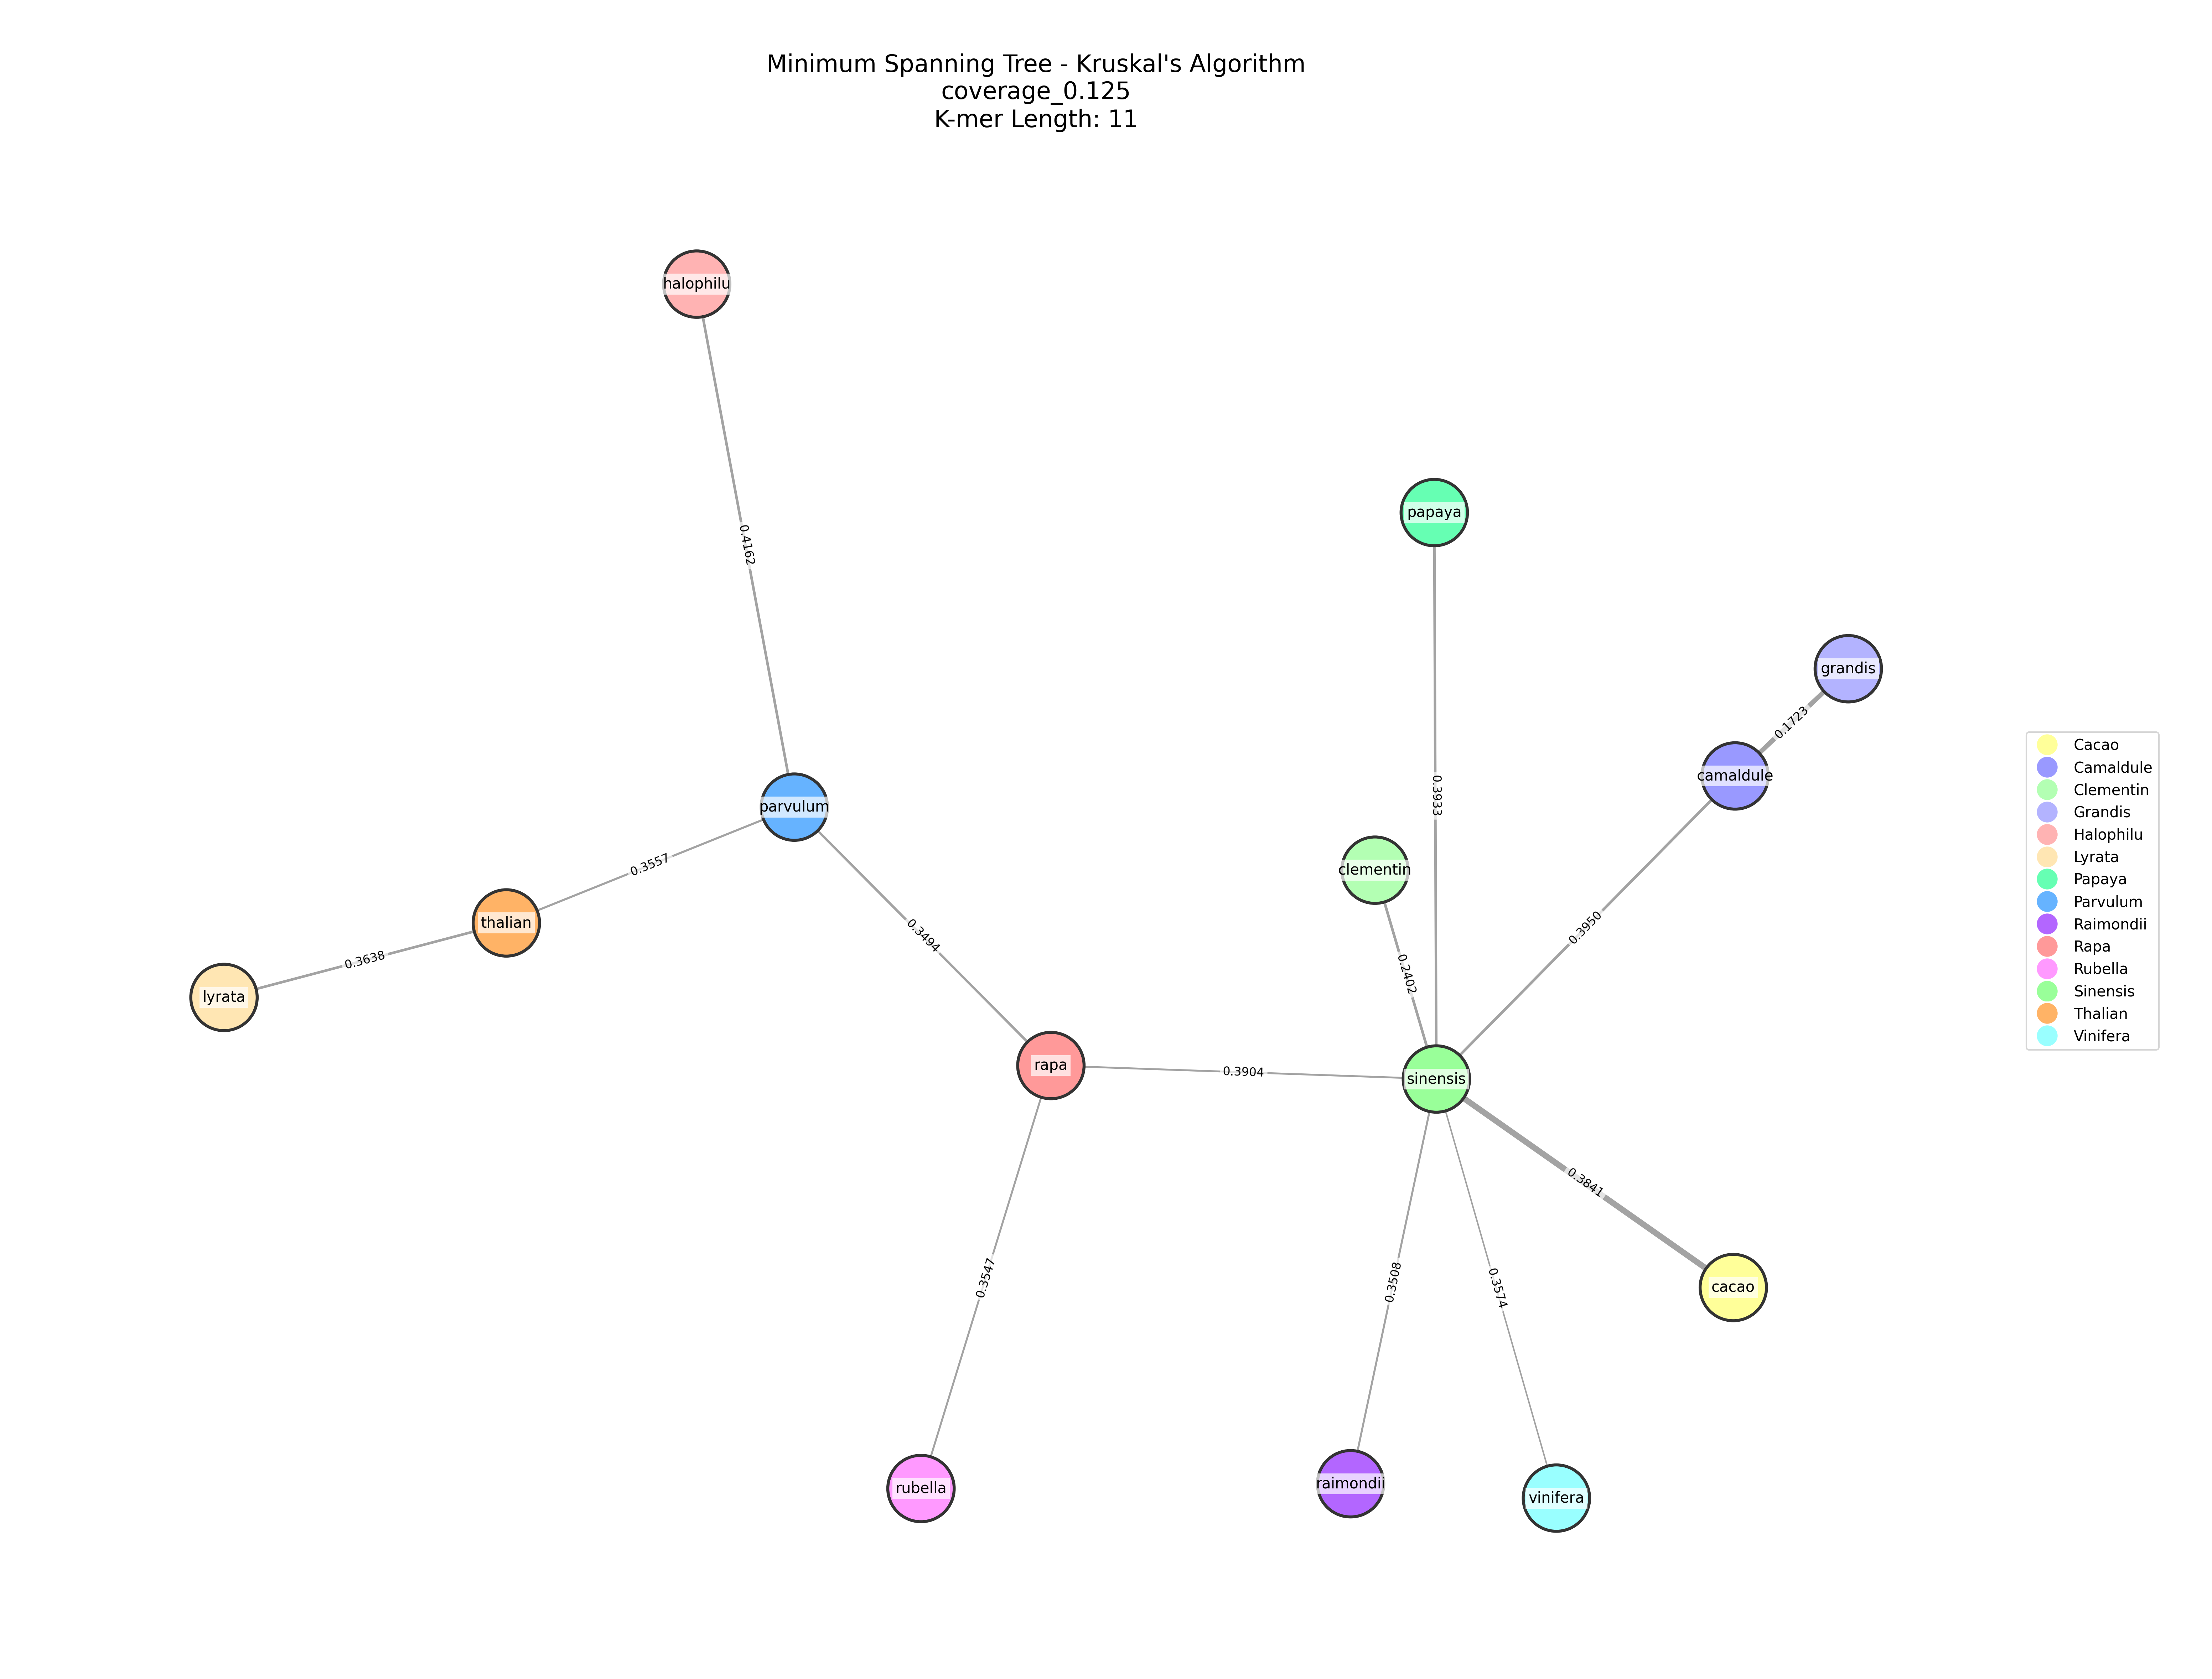 Minimum Spanning Tree - Kruskal's Algorithm
coverage_0.125
K-mer Length: 11
halophilu
0.4162
papaya
grandis
0.1723
camaldule
0.3933
parvulum
clementin
0.3557
thalian
0.3494
0.3950
0.3638
0.2402
lyrata
rapa
0.3904
sinensis
0.3841
0.3547
0.3508
0.3574
cacao
rubella
raimondii
vinifera
Cacao
Camaldule
Clementin
Grandis
Halophilu
Lyrata
Papaya
Parvulum
Raimondii
Rapa
Rubella
Sinensis
Thalian
Vinifera